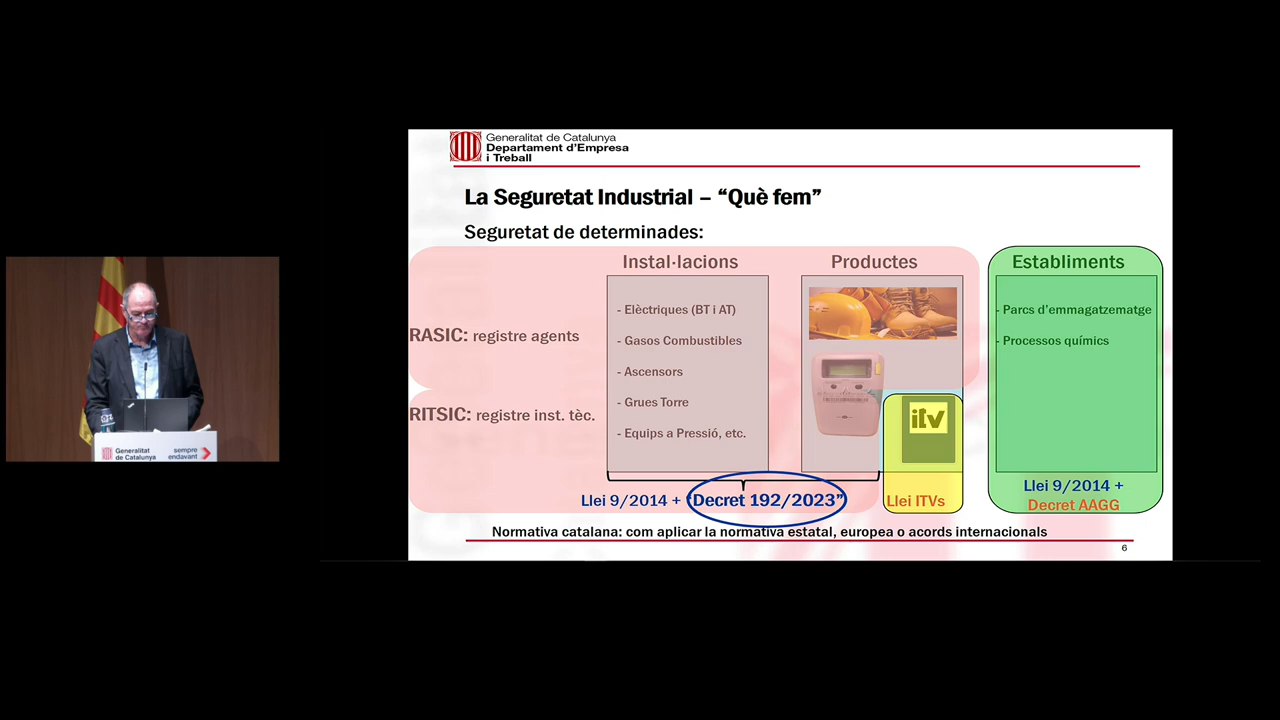 Generalitat de Catalunya
Departament d'Empresa
i Treball
La Seguretat Industrial – “Què fem”
Seguretat de determinades:
Instal·lacions
Productes
Establiments
- Elèctriques (BT i AT)
- Gasos Combustibles
- Ascensors
- Grues Torre
- Equips a Pressió, etc.
- Parcs d'emmagatzematge
- Processos químics
RASIC: registre agents
RITSIC: registre inst. tèc.
itv
Llei 9/2014 + “Decret 192/2023”
Llei ITVs
Llei 9/2014 +
Decret AAGG
Normativa catalana: com aplicar la normativa estatal, europea o acords internacionals
6
Generalitat
de Catalunya
sempre
endavant